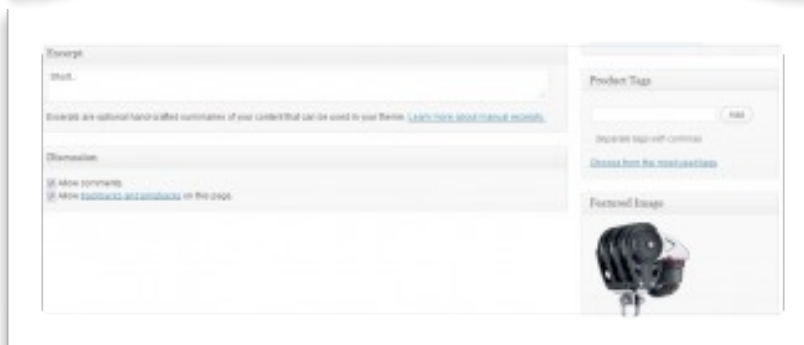 Excerpt
Short..
Excerpts are optional hand-crafted summaries of your content that can be used in your theme. Learn more about manual excerpts.
Discussion
Allow comments.
Allow trackbacks and pingbacks on this page.
Product Tags
Add
Separate tags with commas
Choose from the most used tags
Featured Image